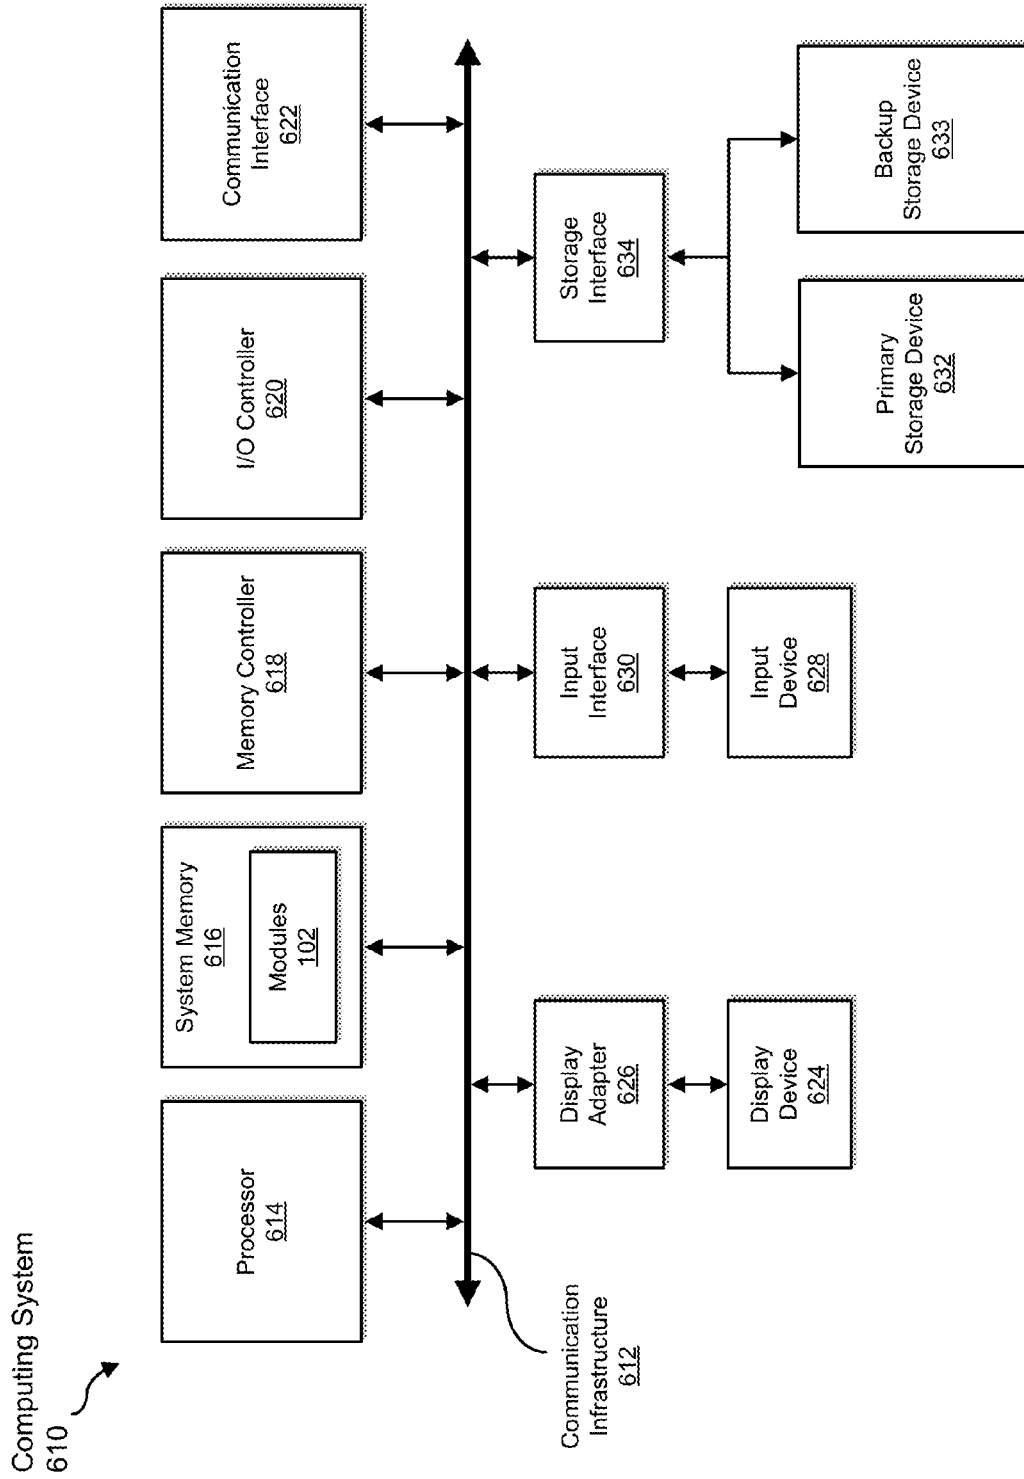 Computing System
610
Processor
614
System Memory
616
Modules
102
Memory Controller
618
I/O Controller
620
Communication
Interface
622
Communication
Infrastructure
612
Display
Adapter
626
Input
Interface
630
Storage
Interface
634
Display
Device
624
Input
Device
628
Primary
Storage Device
632
Backup
Storage Device
633